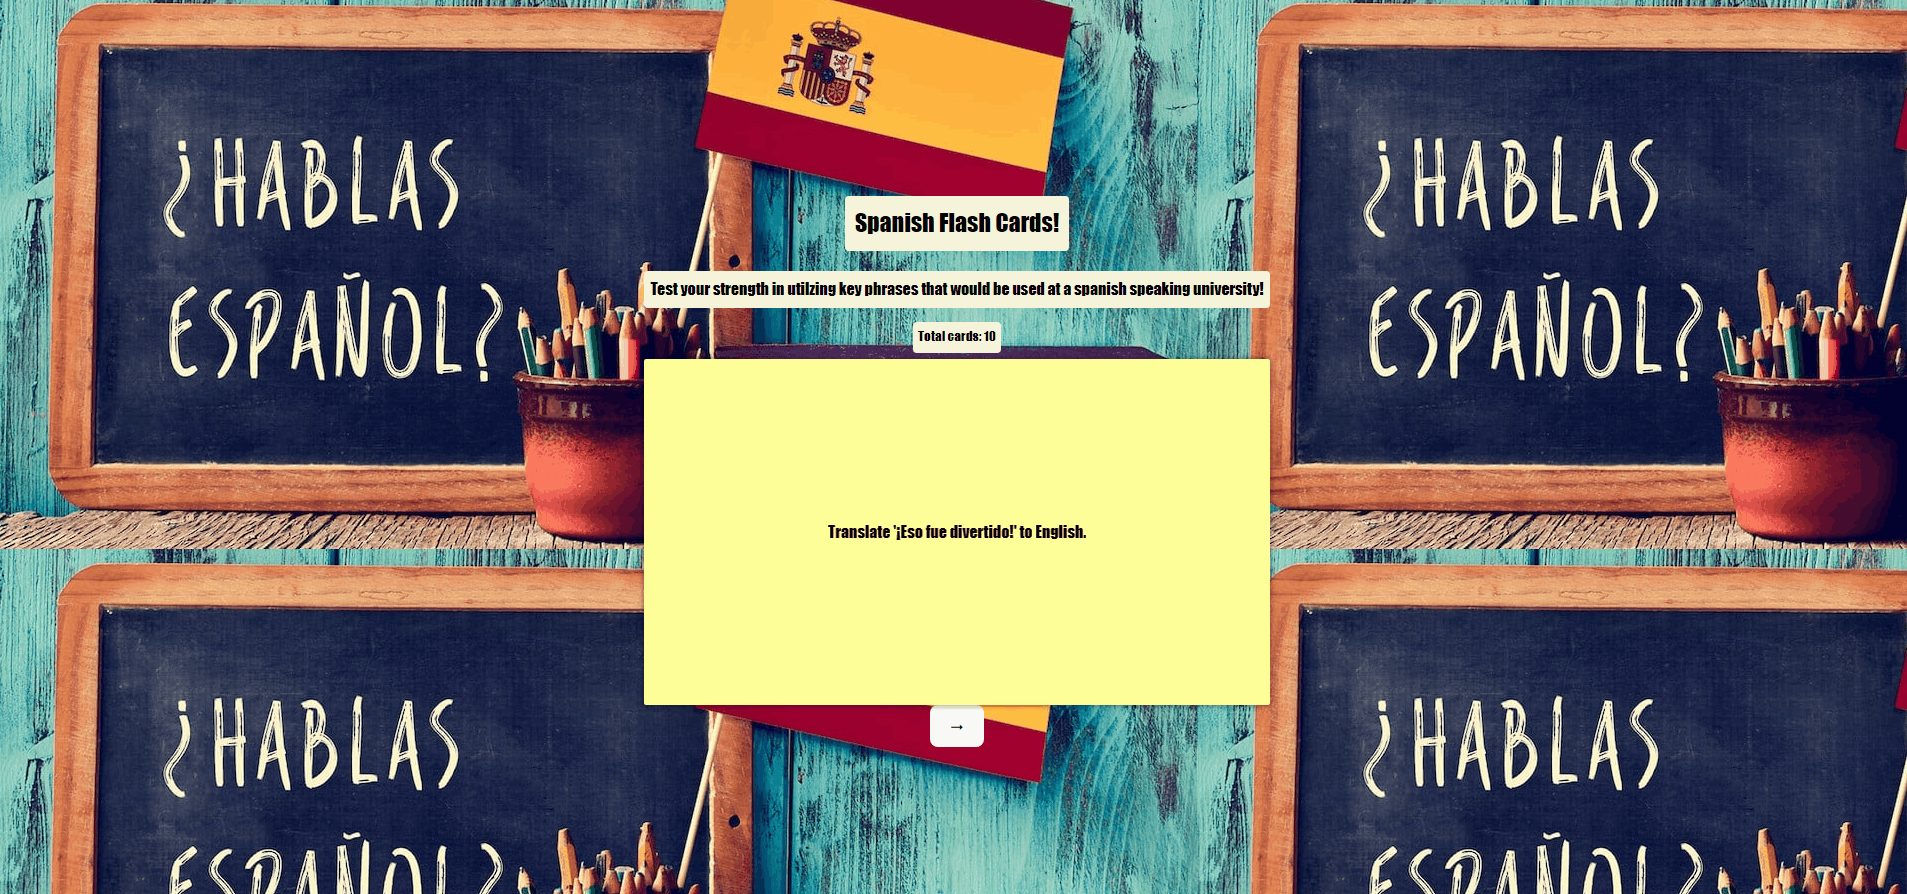 ¿HABLAS
ESPAÑOL?
¿HABLAS
ESPAÑOL?
Spanish Flash Cards!
Test your strength in utilzing key phrases that would be used at a spanish speaking university!
Total cards: 10
Translate '¡Eso fue divertido!' to English.
→
¿HABLAS
ESPAÑOL?
¿HABLAS
ESPAÑOL?